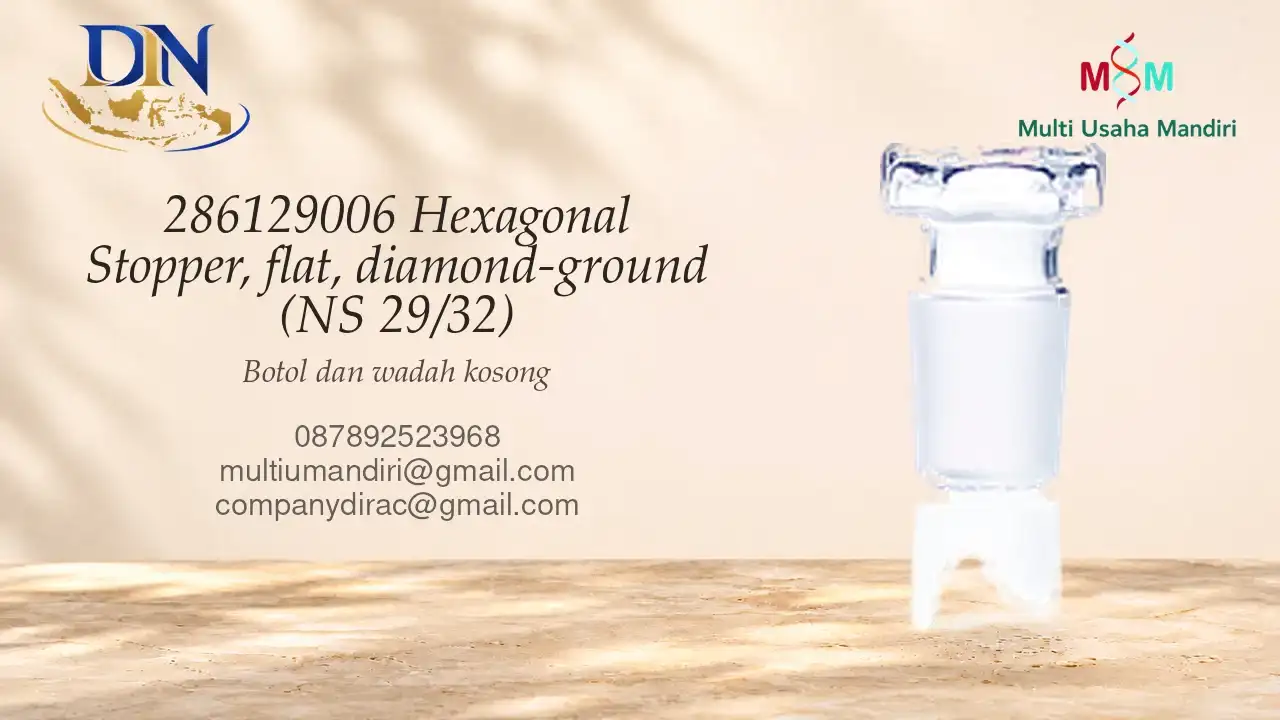 DIN
MSM
Multi Usaha Mandiri
286129006 Hexagonal
Stopper, flat, diamond-ground
(NS 29/32)
Botol dan wadah kosong
087892523968
multiumandiri@gmail.com
companydirac@gmail.com